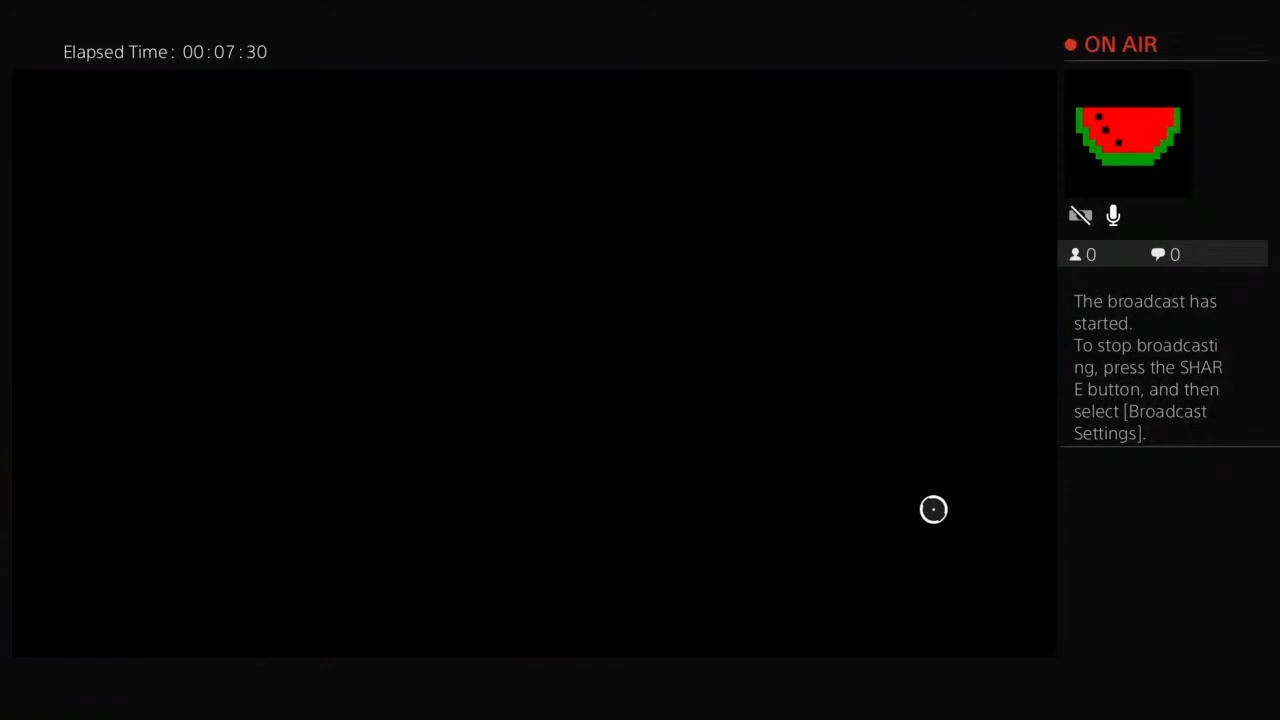 Elapsed Time: 00:07:30
ON AIR
0 0
The broadcast has
started.
To stop broadcasti
ng, press the SHAR
E button, and then
select [Broadcast
Settings].